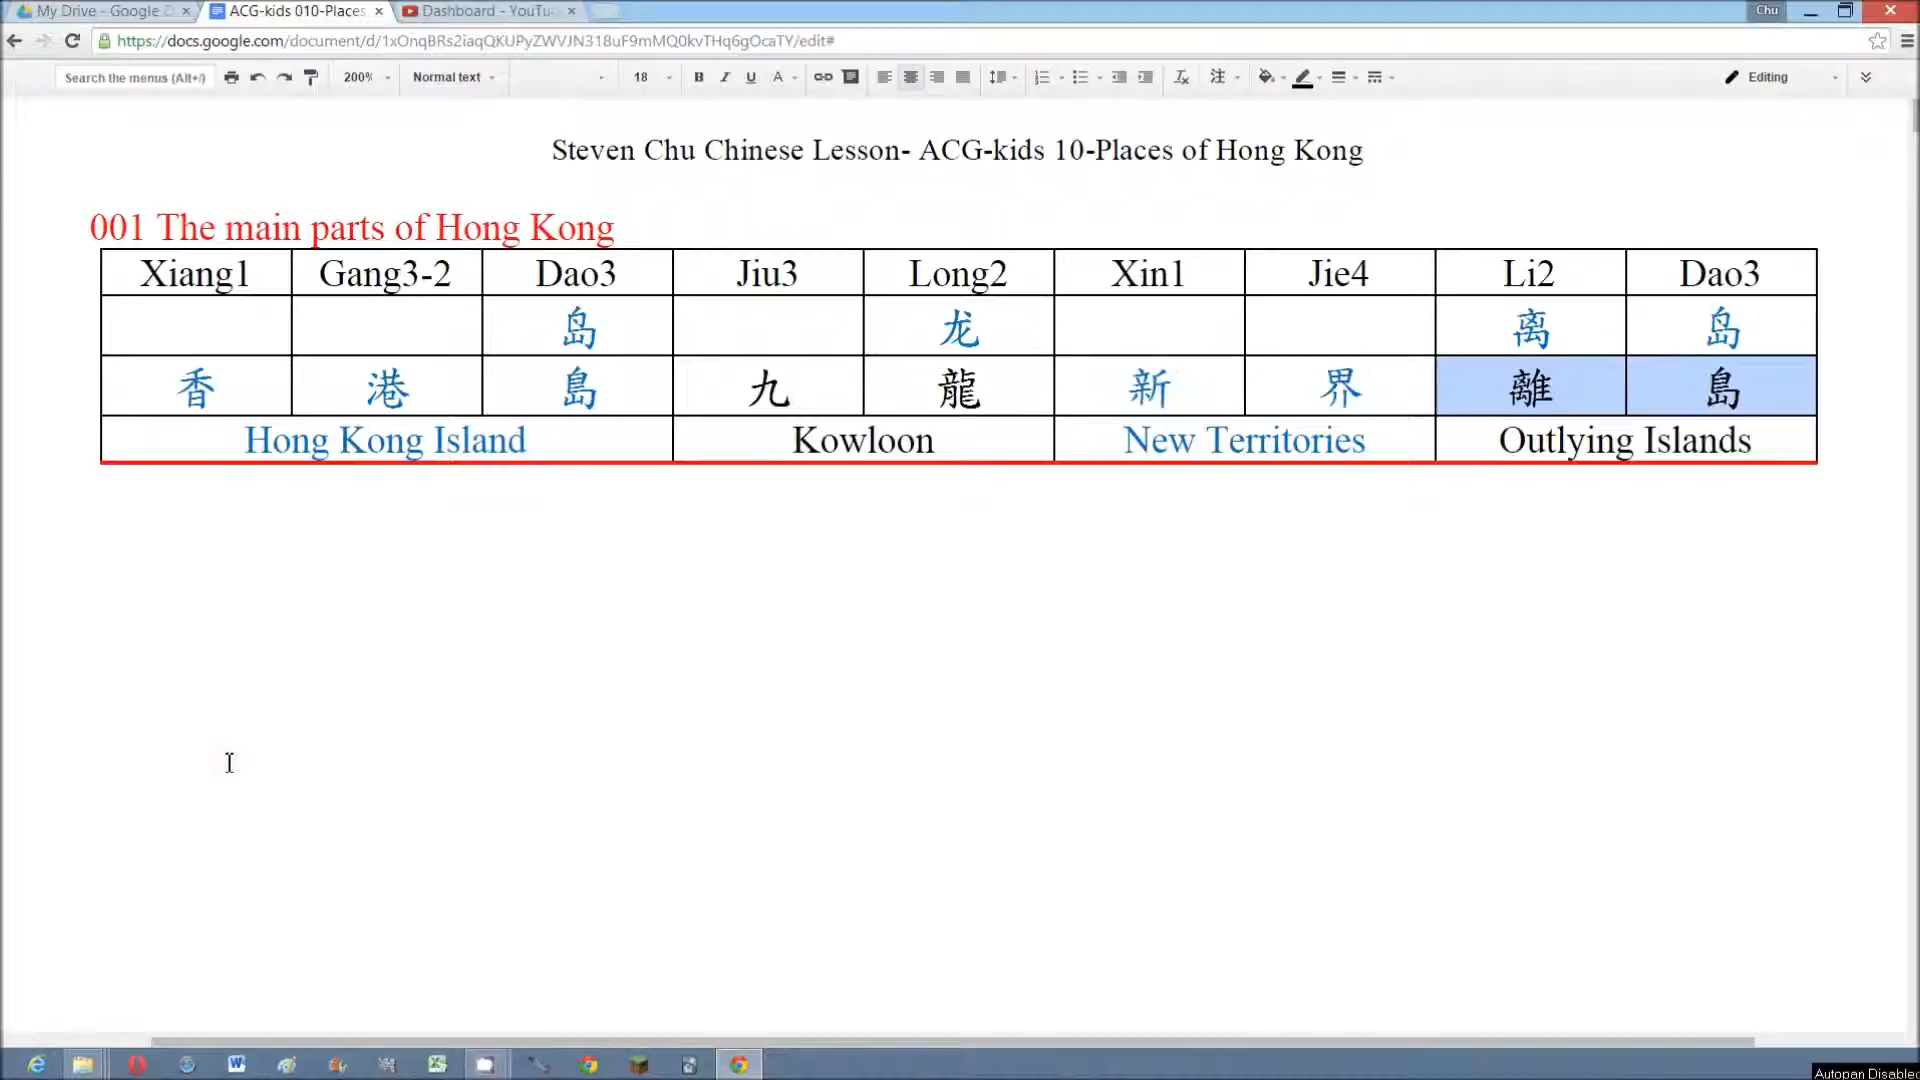 My Drive - Google D
ACG-kids 010-Places
Dashboard - YouTu
Chu
https://docs.google.com/document/d/1xOnqBRs2iaqQKUPyZWVJN318uF9mMQ0kvTHq6gOcaTY/edit#
Search the menus (Alt+/) 200% Normal text 18 B I U A 注 Editing
Steven Chu Chinese Lesson- ACG-kids 10-Places of Hong Kong
001 The main parts of Hong Kong
Xiang1 Gang3-2 Dao3 Jiu3 Long2 Xin1 Jie4 Li2 Dao3
岛 龙 离 岛
香 港 島 九 龍 新 界 離 島
Hong Kong Island Kowloon New Territories Outlying Islands
Autopan Disabled